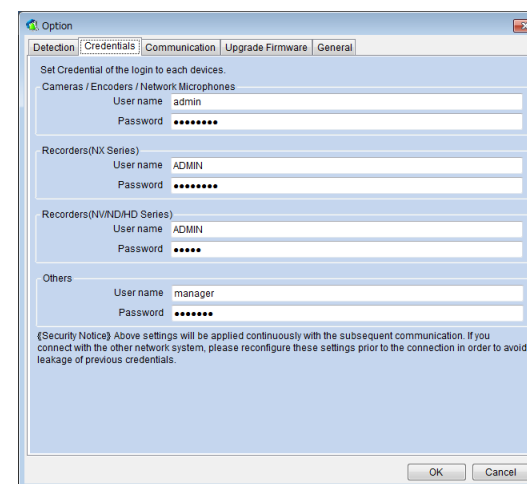 Option
Detection Credentials Communication Upgrade Firmware General
Set Credential of the login to each devices.
Cameras / Encoders / Network Microphones
User name admin
Password ●●●●●●●●
Recorders(NX Series)
User name ADMIN
Password ●●●●●●●●
Recorders(NV/ND/HD Series)
User name ADMIN
Password ●●●●●
Others
User name manager
Password ●●●●●●●
⟪Security Notice⟫ Above settings will be applied continuously with the subsequent communication. If you
connect with the other network system, please reconfigure these settings prior to the connection in order to avoid
leakage of previous credentials.
OK Cancel